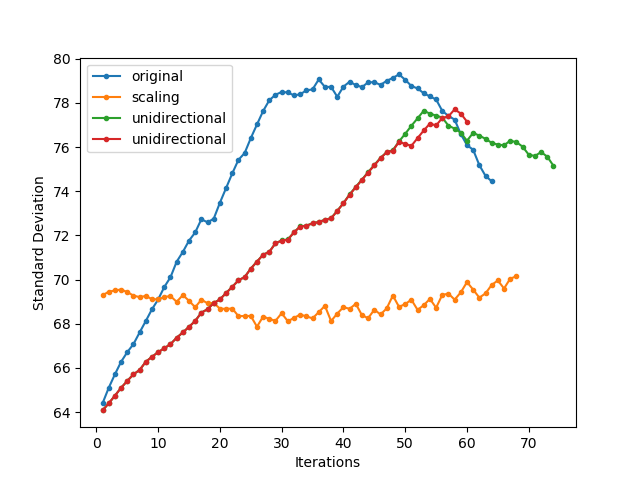 original
scaling
unidirectional
unidirectional
Standard Deviation
80
78
76
74
72
70
68
66
64
0 10 20 30 40 50 60 70
Iterations